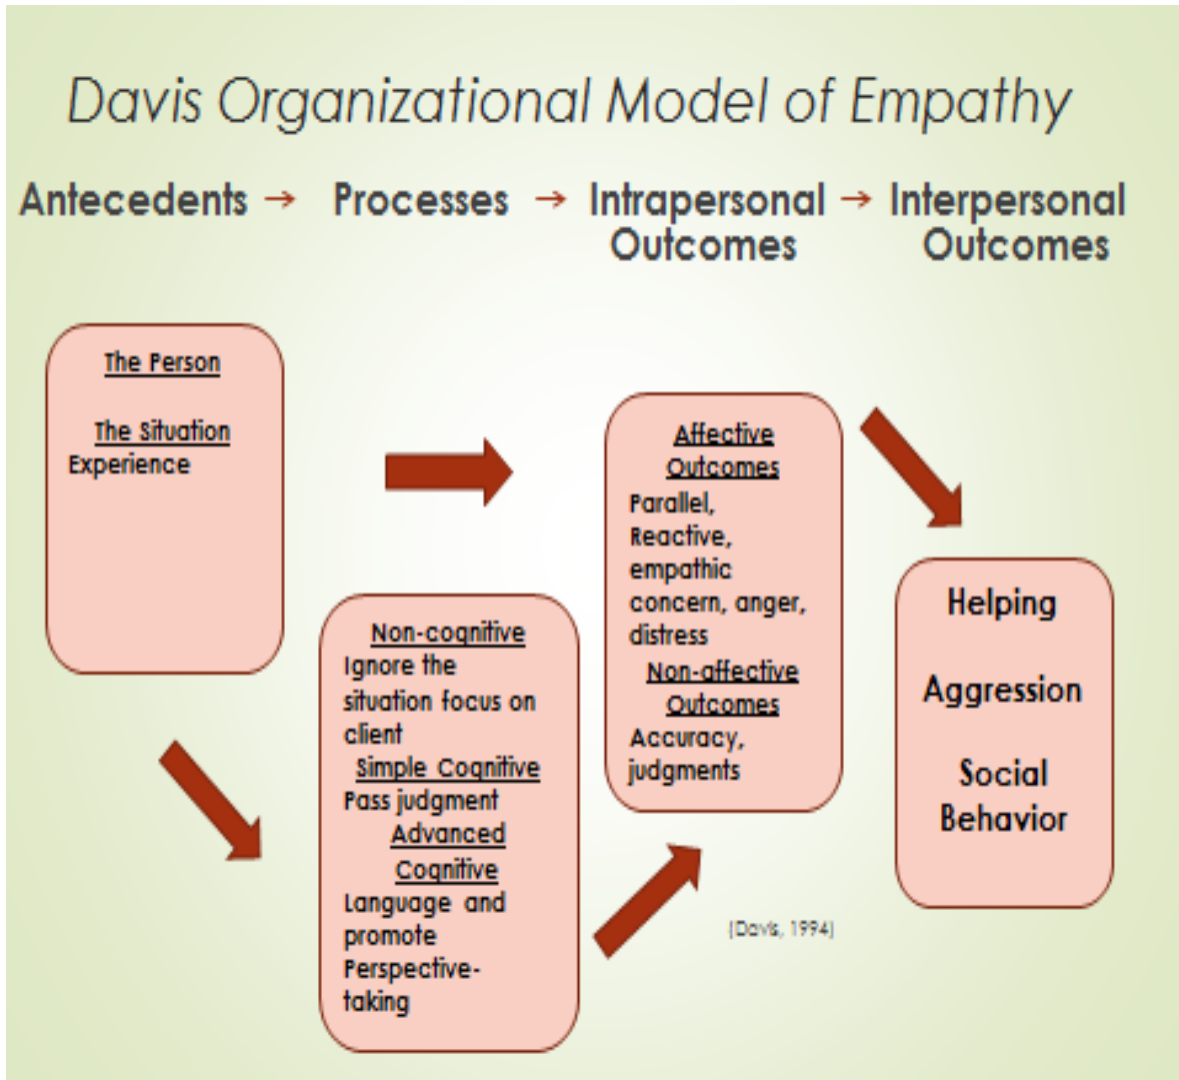 Davis Organizational Model of Empathy
Antecedents → Processes → Intrapersonal Outcomes → Interpersonal Outcomes
The Person
The Situation
Experience
Non-cognitive
Ignore the
situation focus on
client
Simple Cognitive
Pass judgment
Advanced
Cognitive
Language and
promote
Perspective-
taking
Affective
Outcomes
Parallel,
Reactive,
empathic
concern, anger,
distress
Non-affective
Outcomes
Accuracy,
judgments
Helping
Aggression
Social
Behavior
(Davis, 1994)